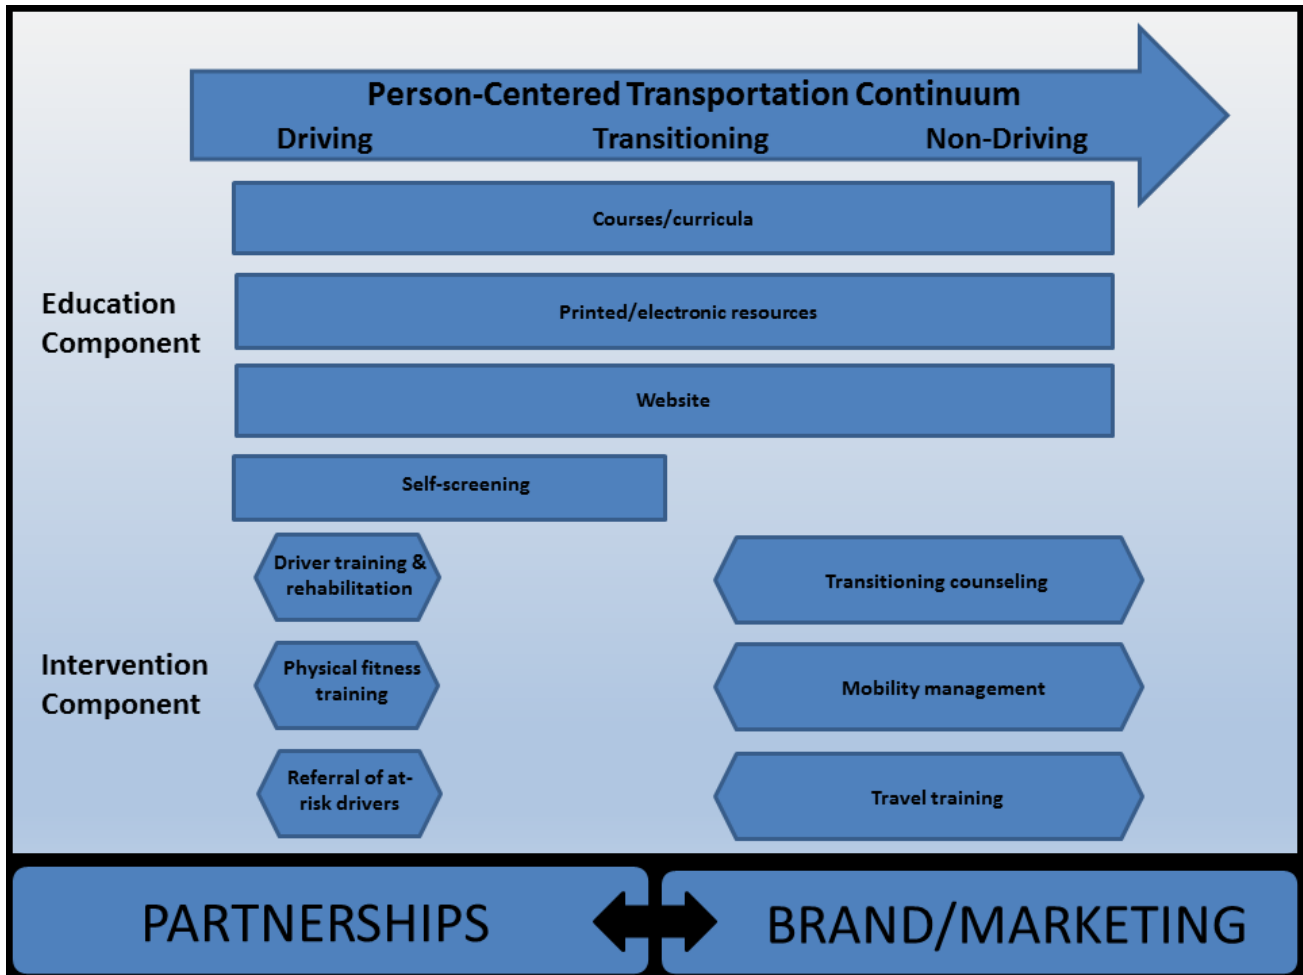 Person-Centered Transportation Continuum
Driving Transitioning Non-Driving
Courses/curricula
Education
Component
Printed/electronic resources
Website
Self-screening
Driver training &
rehabilitation
Transitioning counseling
Intervention
Component
Physical fitness
training
Mobility management
Referral of at-
risk drivers
Travel training
PARTNERSHIPS
BRAND/MARKETING